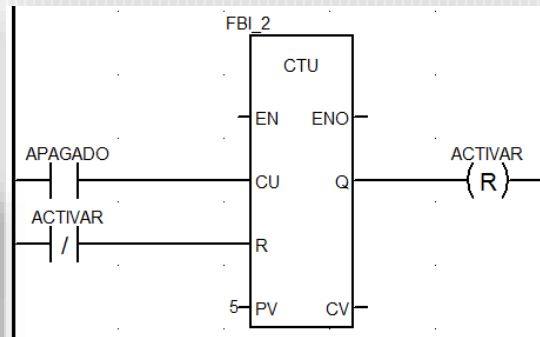 FBI_2
CTU
EN ENO
APAGADO ACTIVAR
CU Q R
ACTIVAR
/ R
5 PV CV